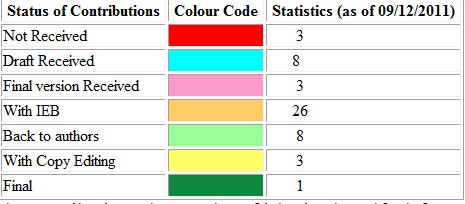 Status of Contributions Colour Code Statistics (as of 09/12/2011)
Not Received 3
Draft Received 8
Final version Received 3
With IEB 26
Back to authors 8
With Copy Editing 3
Final 1